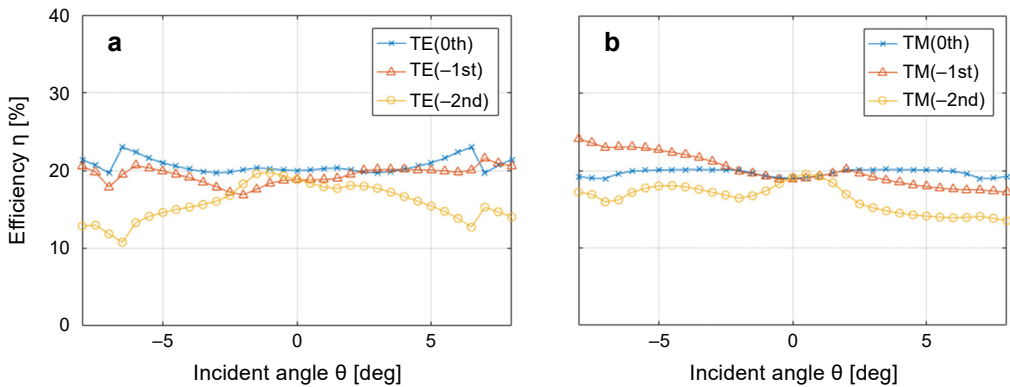 Efficiency η [%]
40
30
20
10
0
a
TE(0th)
TE(–1st)
TE(–2nd)
–5
0
5
Incident angle θ [deg]
b
TM(0th)
TM(–1st)
TM(–2nd)
–5
0
5
Incident angle θ [deg]